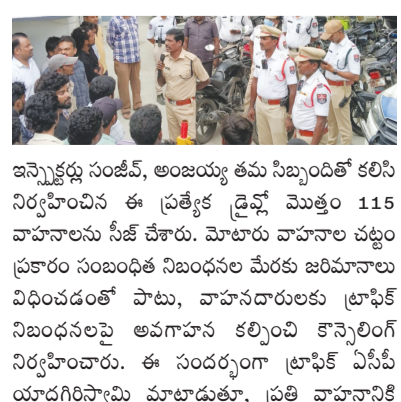 ఇన్స్పెక్టర్లు సంజీవ్, అంజయ్య తమ సిబ్బందితో కలిసి
నిర్వహించిన ఈ ప్రత్యేక డ్రైవ్లో మొత్తం 115
వాహనాలను సీజ్ చేశారు. మోటారు వాహనాల చట్టం
ప్రకారం సంబంధిత నిబంధనల మేరకు జరిమానాలు
విధించడంతో పాటు, వాహనదారులకు ట్రాఫిక్
నిబంధనలపై అవగాహన కల్పించి కౌన్సెలింగ్
నిర్వహించారు. ఈ సందర్భంగా ట్రాఫిక్ ఏసీపీ
యాదగిరిస్వామి మాట్లాడుతూ, ప్రతి వాహనానికి